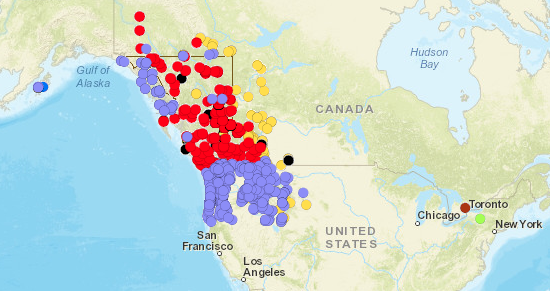 Hudson
Bay
Gulf of
Alaska
CANADA
Toronto
Chicago
New York
UNITED
STATES
San
Francisco
Los
Angeles